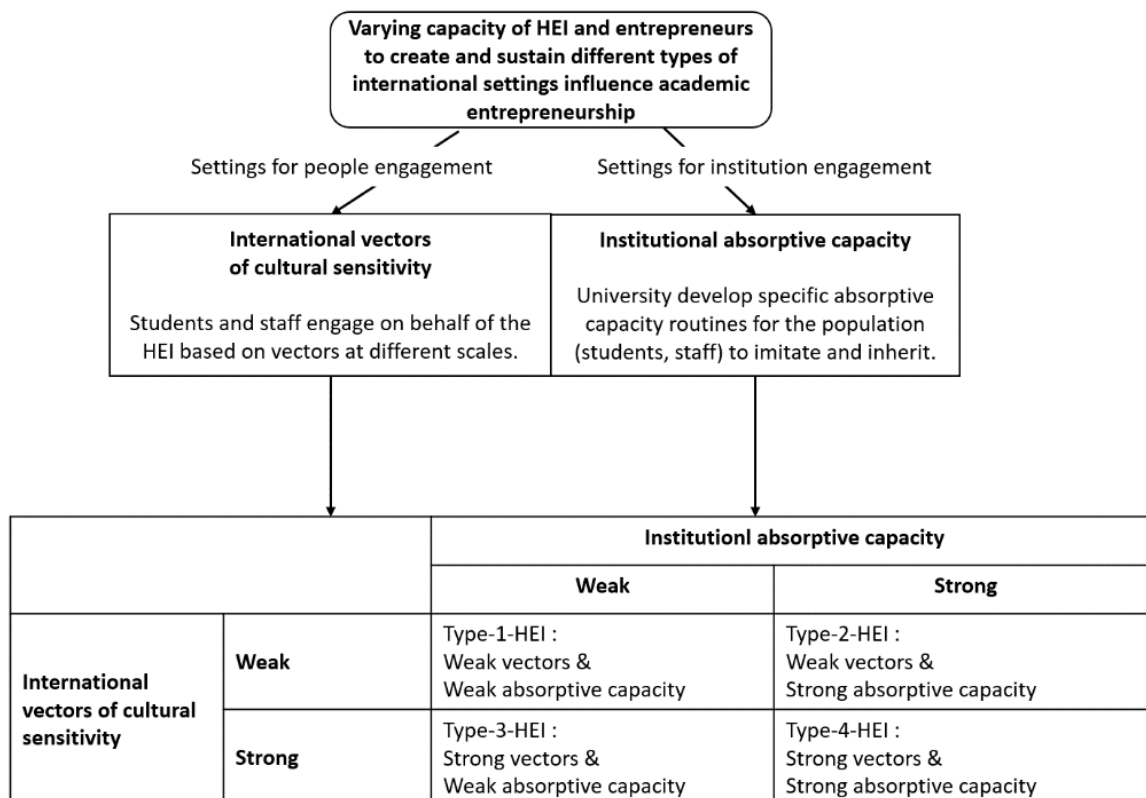 Varying capacity of HEI and entrepreneurs
to create and sustain different types of
international settings influence academic
entrepreneurship
Settings for people engagement
Settings for institution engagement
International vectors
of cultural sensitivity
Students and staff engage on behalf of the
HEI based on vectors at different scales.
Institutional absorptive capacity
University develop specific absorptive
capacity routines for the population
(students, staff) to imitate and inherit.
Institutionl absorptive capacity
Weak
Strong
International
vectors of cultural
sensitivity
Weak
Type-1-HEI :
Weak vectors &
Weak absorptive capacity
Type-2-HEI :
Weak vectors &
Strong absorptive capacity
Strong
Type-3-HEI :
Strong vectors &
Weak absorptive capacity
Type-4-HEI :
Strong vectors &
Strong absorptive capacity